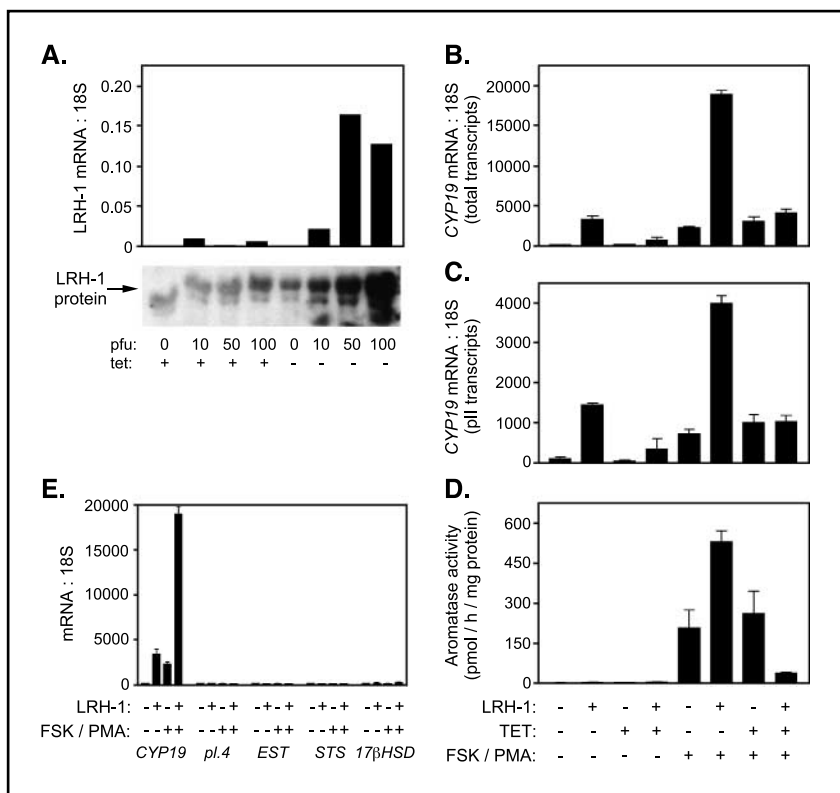 A.
LRH-1 mRNA : 18S
0.20
0.15
0.10
0.05
0
LRH-1
protein
pfu: 0 10 50 100 0 10 50 100
tet: + + + + - - - -
B.
CYP19 mRNA : 18S
(total transcripts)
20000
15000
10000
5000
0
C.
CYP19 mRNA : 18S
(pII transcripts)
4000
3000
2000
1000
0
E.
mRNA : 18S
20000
15000
10000
5000
0
LRH-1: - + - + - + - + - + - + - + - + - + - +
FSK / PMA: - - + + - - + + - - + + - - + + - - + +
CYP19 pI.4 EST STS 17βHSD
D.
Aromatase activity
(pmol / h / mg protein)
600
450
300
150
0
LRH-1: - + - + - + - +
TET: - - + + - - + +
FSK / PMA: - - - - + + + +